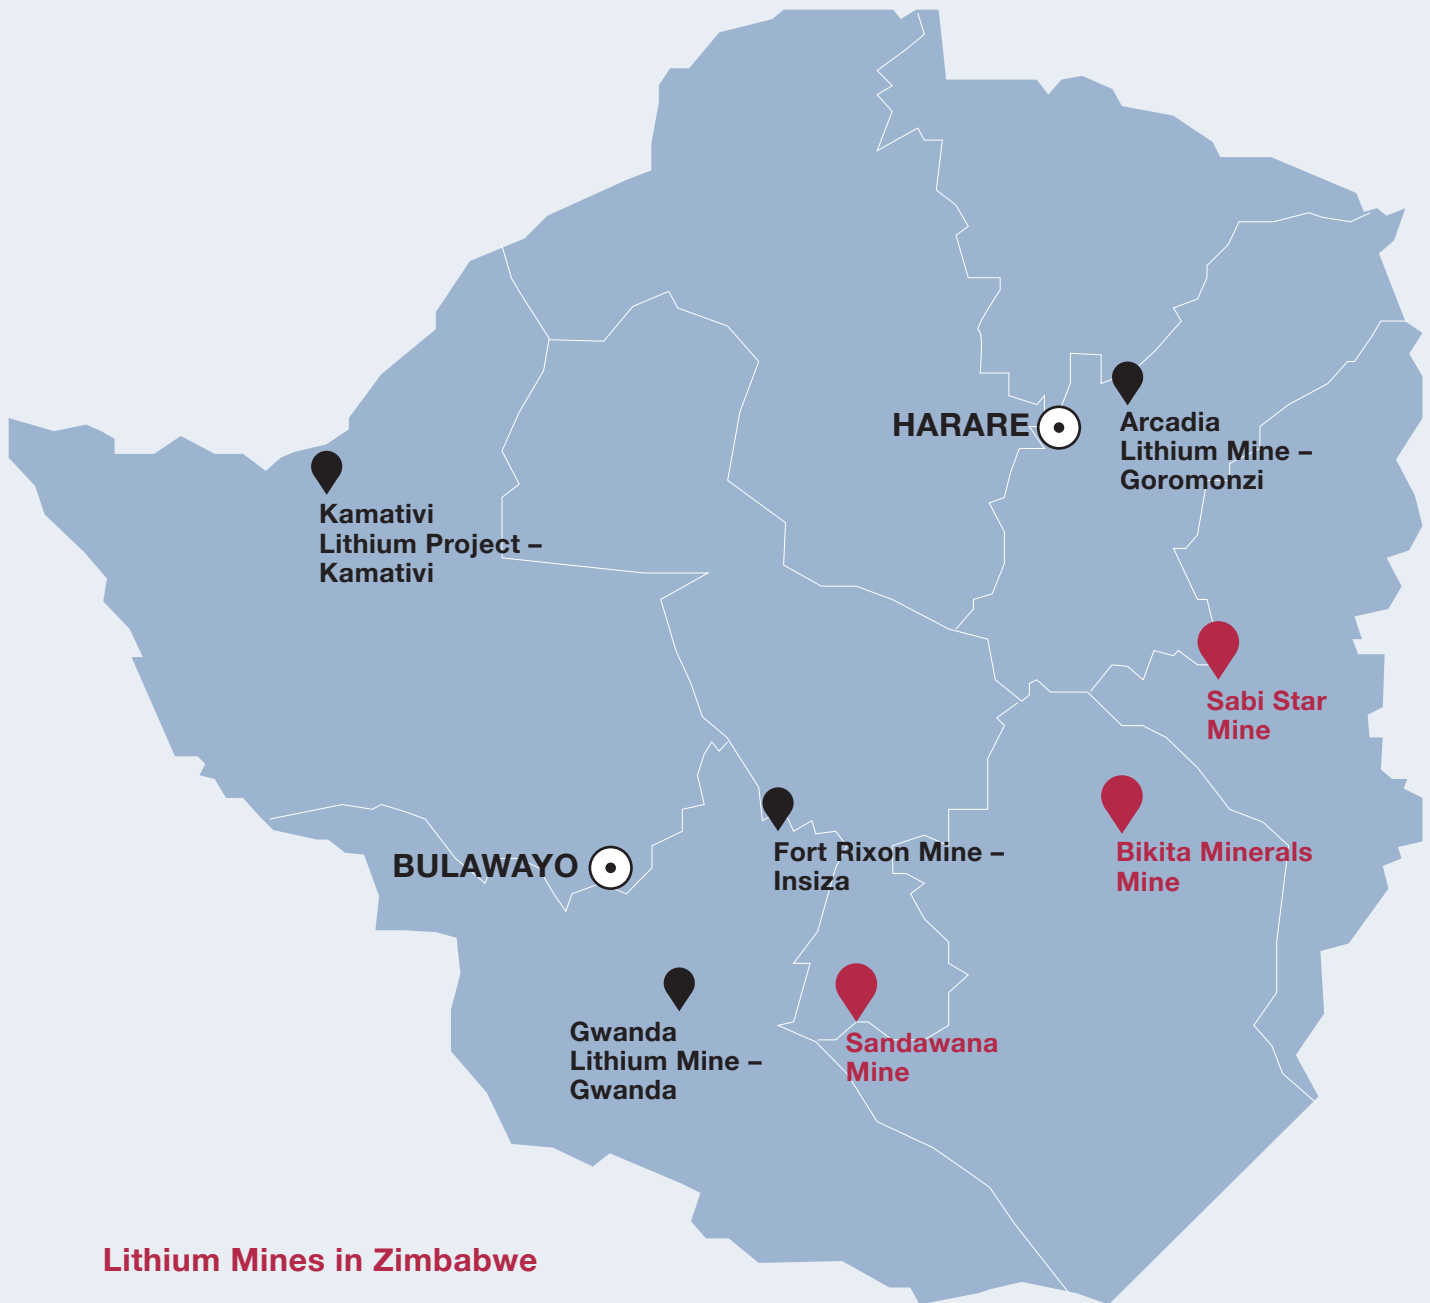 HARARE
Arcadia
Lithium Mine –
Goromonzi
Kamativi
Lithium Project –
Kamativi
Sabi Star
Mine
BULAWAYO
Fort Rixon Mine –
Insiza
Bikita Minerals
Mine
Gwanda
Lithium Mine –
Gwanda
Sandawana
Mine
Lithium Mines in Zimbabwe